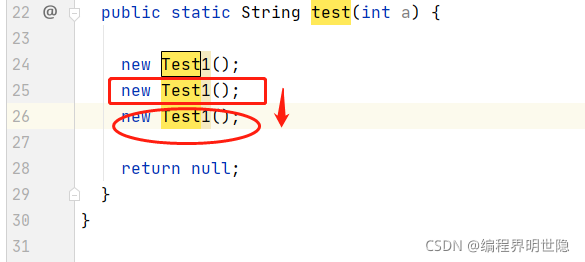 22 @ public static String test(int a) {
23
24 new Test1();
25 new Test1();
26 new Test1();
27
28 return null;
29 }
30 }
31
CSDN @编程界明世隐